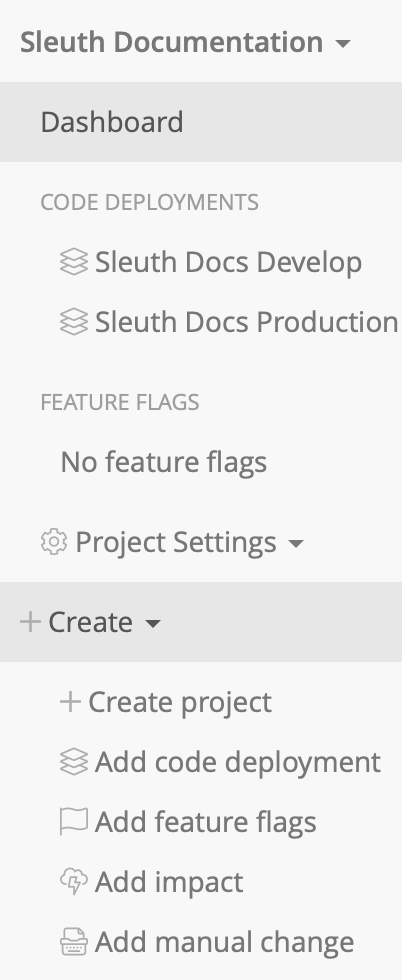 Sleuth Documentation
Dashboard
CODE DEPLOYMENTS
Sleuth Docs Develop
Sleuth Docs Production
FEATURE FLAGS
No feature flags
Project Settings
Create
Create project
Add code deployment
Add feature flags
Add impact
Add manual change